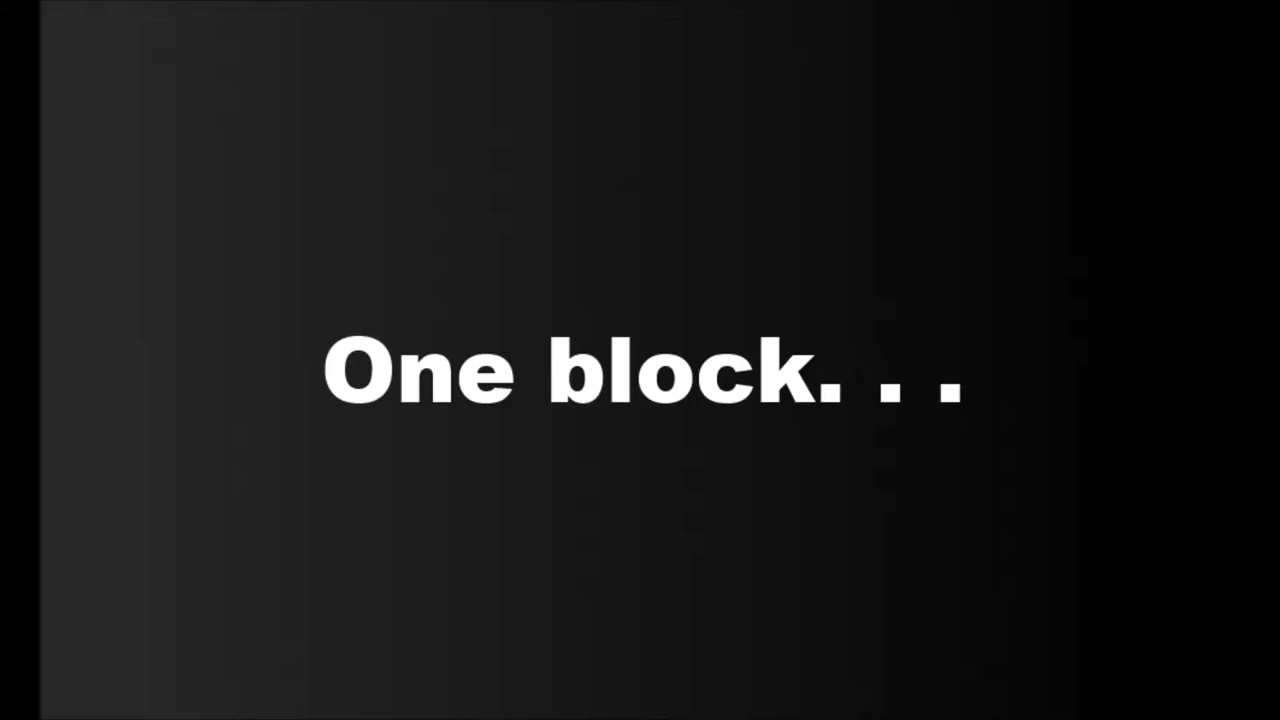 One block. . .